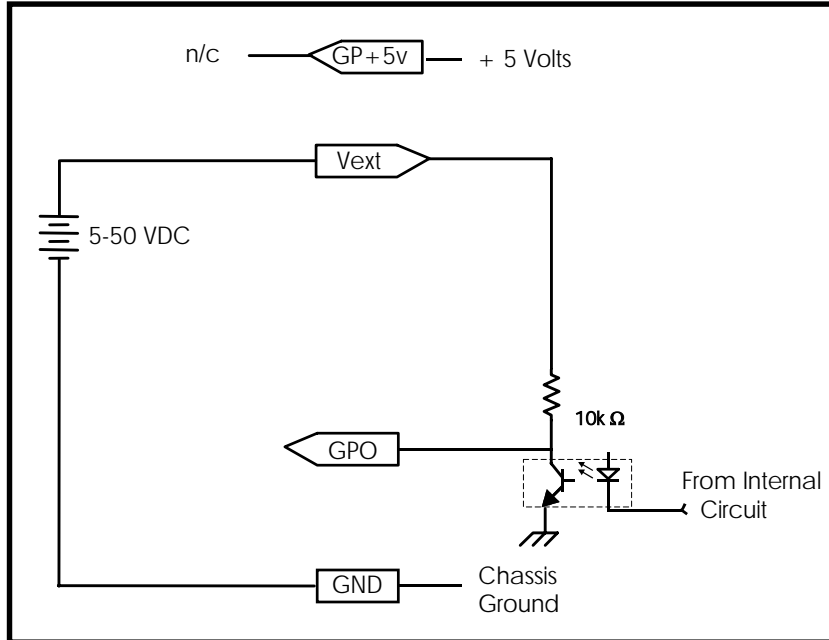 n/c
GP+5v
+ 5 Volts
Vext
5-50 VDC
10k Ω
GPO
From Internal
Circuit
GND
Chassis
Ground